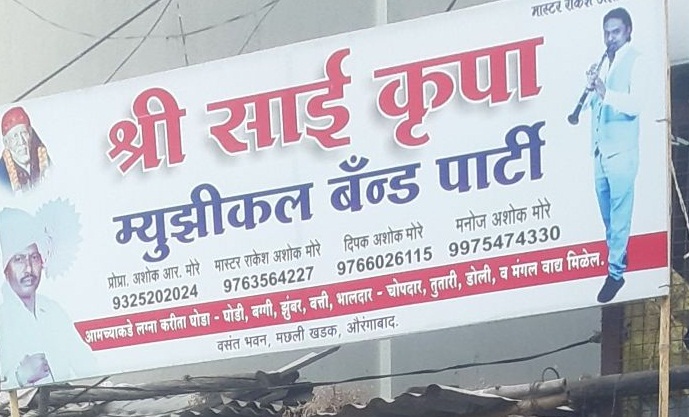 मास्टर राकेश
श्री साई कृपा
म्युझीकल बॅंन्ड पार्टी
प्रोप्रा. अशोक आर. मोरे मास्टर राकेश अशोक मोरे दिपक अशोक मोरे मनोज अशोक मोरे
9325202024 9763564227 9766026115 9975474330
आमच्याकडे लग्ना करीता घोडा - घोडी, बग्गी, झुंबर, बत्ती, भालदार - चोपदार, तुतारी, डोली, व मंगल वाद्य मिळेल.
वसंत भवन, मछली खडक, औरंगाबाद.